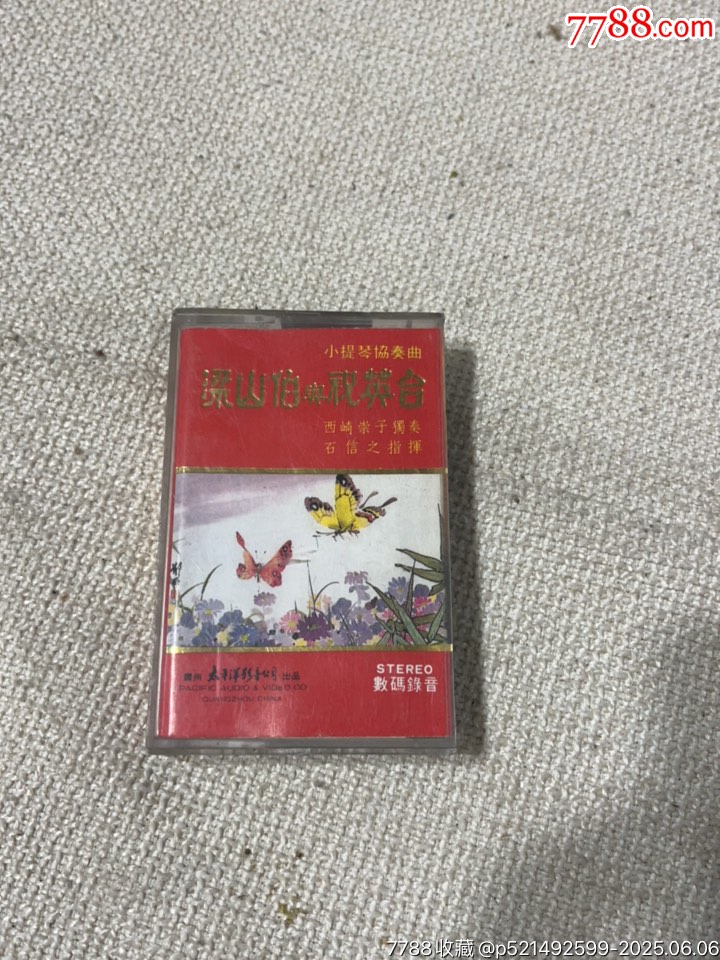 7788.com
小提琴協奏曲
梁山伯與祝英台
西崎崇子獨奏
石信之指揮
廣州 太平洋影音公司 出品
PACIFIC AUDIO & VIDEO CO
(GUANGZHOU, CHINA)
STEREO
數碼錄音
7788收藏@p521492599-2025.06.06